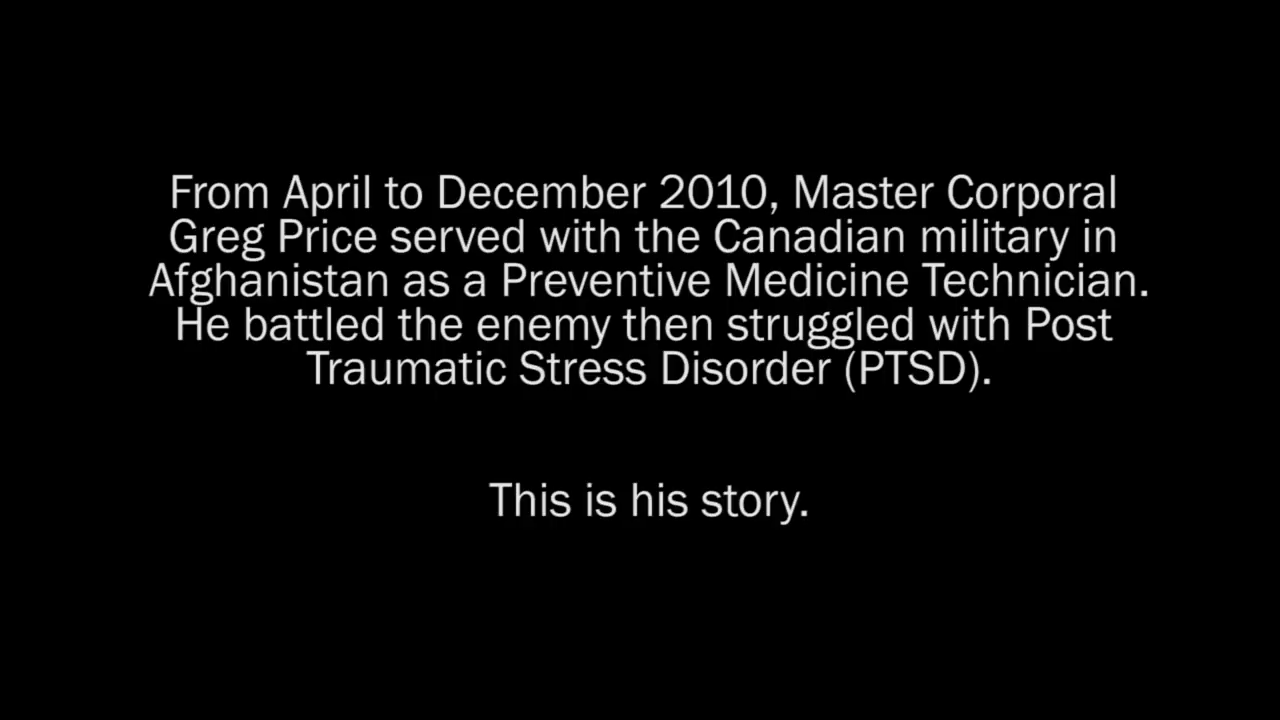 From April to December 2010, Master Corporal
Greg Price served with the Canadian military in
Afghanistan as a Preventive Medicine Technician.
He battled the enemy then struggled with Post
Traumatic Stress Disorder (PTSD).
This is his story.